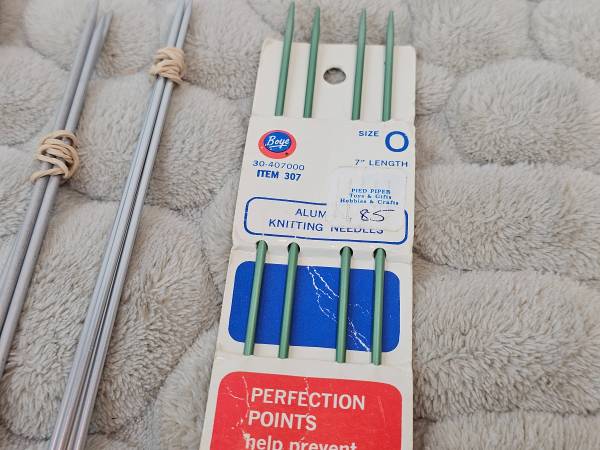 Boye
SIZE 0
30-407000
7" LENGTH
ITEM 307
PIED PIPER
Toys & Gifts
Hobbies & Crafts
.85
KNITTING NEEDLES
PERFECTION
POINTS
help prevent